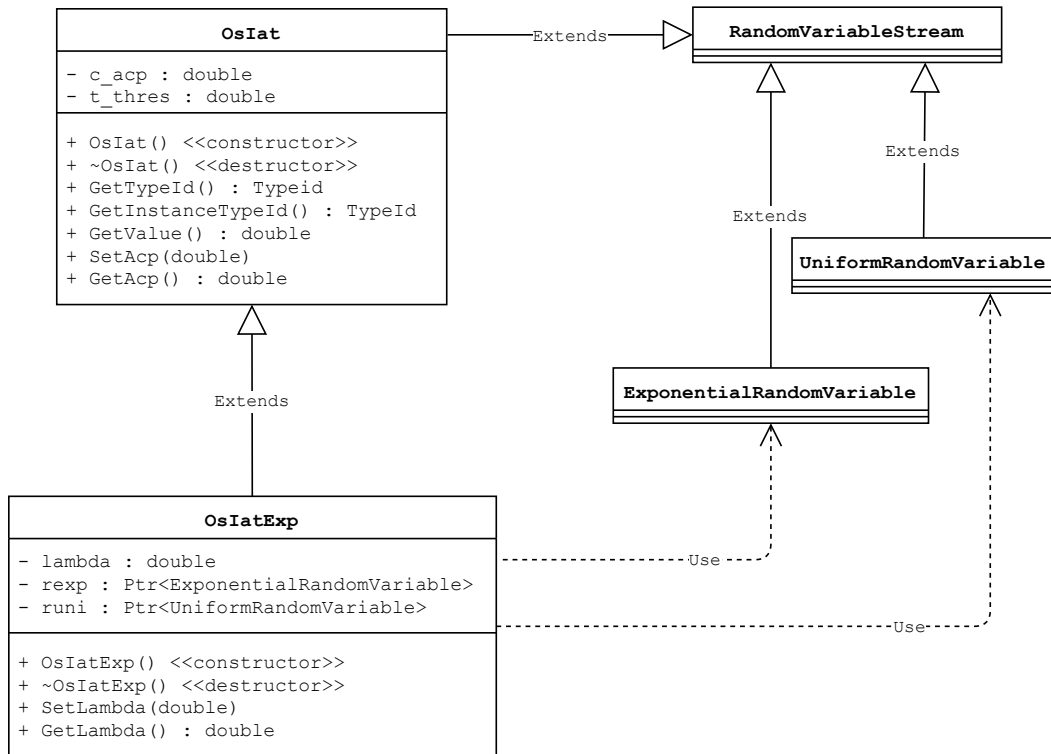 OsIat
- c_acp : double
- t_thres : double
+ OsIat() <<constructor>>
+ ~OsIat() <<destructor>>
+ GetTypeId() : Typeid
+ GetInstanceTypeId() : TypeId
+ GetValue() : double
+ SetAcp(double)
+ GetAcp() : double
Extends
RandomVariableStream
Extends
Extends
UniformRandomVariable
ExponentialRandomVariable
Extends
OsIatExp
- lambda : double
- rexp : Ptr<ExponentialRandomVariable>
- runi : Ptr<UniformRandomVariable>
+ OsIatExp() <<constructor>>
+ ~OsIatExp() <<destructor>>
+ SetLambda(double)
+ GetLambda() : double
Use
Use